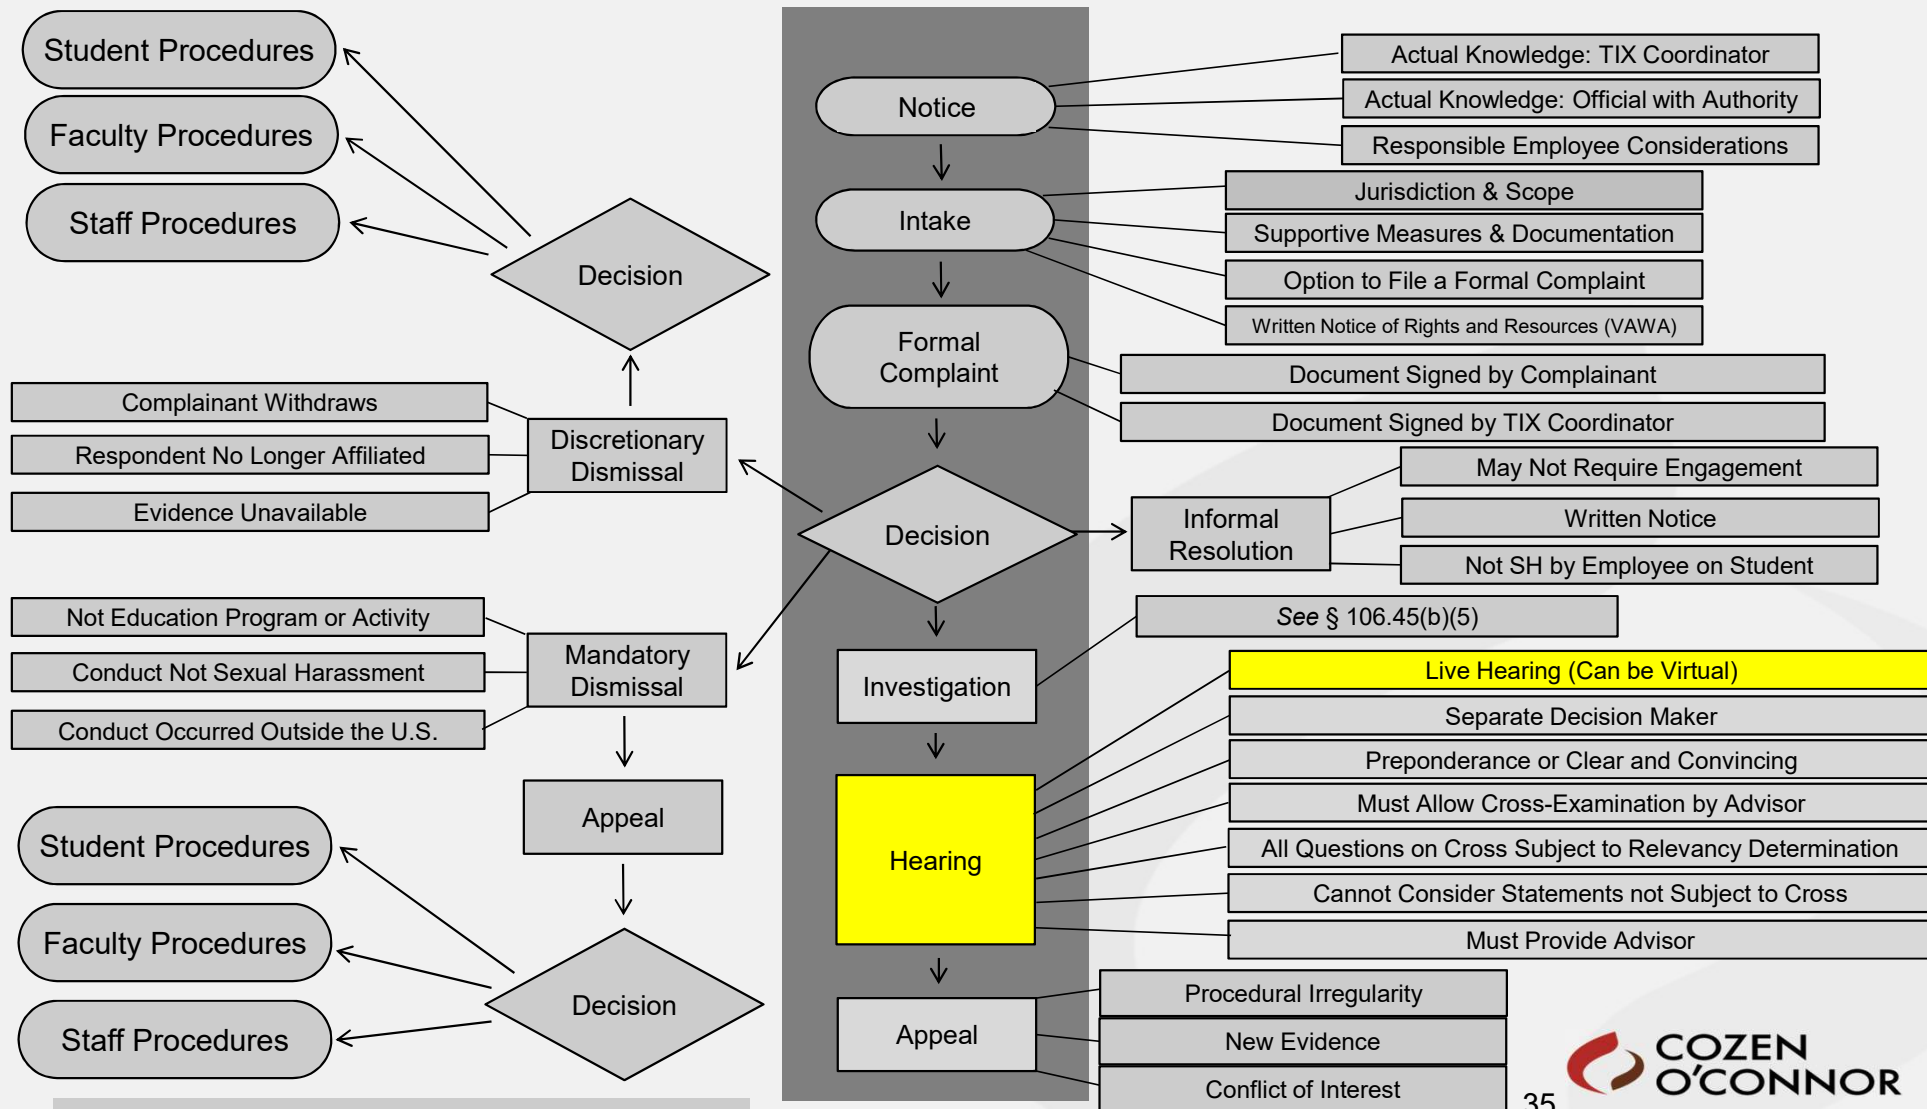 Student Procedures
Faculty Procedures
Staff Procedures
Decision
Complainant Withdraws
Respondent No Longer Affiliated
Evidence Unavailable
Discretionary
Dismissal
Not Education Program or Activity
Conduct Not Sexual Harassment
Conduct Occurred Outside the U.S.
Mandatory
Dismissal
Appeal
Student Procedures
Faculty Procedures
Staff Procedures
Decision
Notice
Actual Knowledge: TIX Coordinator
Actual Knowledge: Official with Authority
Responsible Employee Considerations
Intake
Jurisdiction & Scope
Supportive Measures & Documentation
Option to File a Formal Complaint
Written Notice of Rights and Resources (VAWA)
Formal
Complaint
Document Signed by Complainant
Document Signed by TIX Coordinator
Decision
Informal
Resolution
May Not Require Engagement
Written Notice
Not SH by Employee on Student
Investigation
See § 106.45(b)(5)
Hearing
Live Hearing (Can be Virtual)
Separate Decision Maker
Preponderance or Clear and Convincing
Must Allow Cross-Examination by Advisor
All Questions on Cross Subject to Relevancy Determination
Cannot Consider Statements not Subject to Cross
Must Provide Advisor
Appeal
Procedural Irregularity
New Evidence
Conflict of Interest
35
COZEN
O'CONNOR